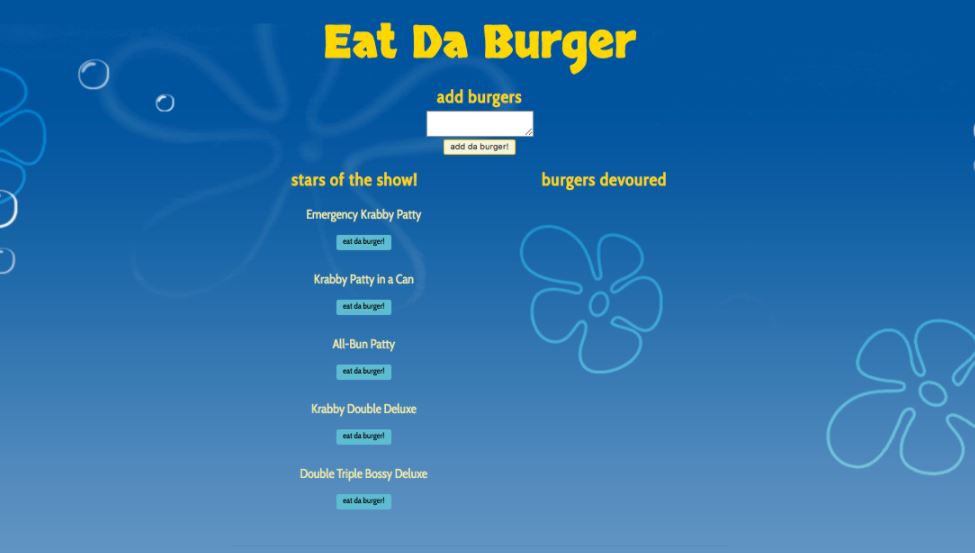 Eat Da Burger
add burgers
add da burger!
stars of the show!
burgers devoured
Emergency Krabby Patty
eat da burger!
Krabby Patty in a Can
eat da burger!
All-Bun Patty
eat da burger!
Krabby Double Deluxe
eat da burger!
Double Triple Bossy Deluxe
eat da burger!